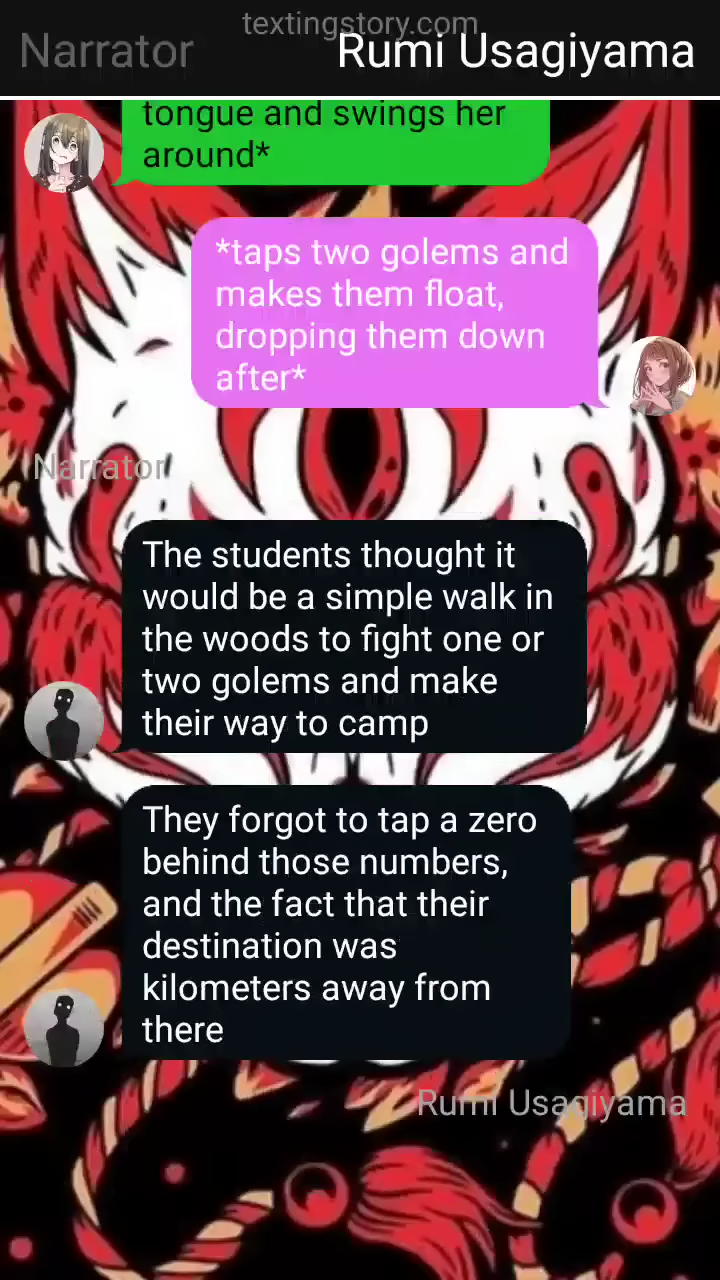 textingstory.com
Narrator
Rumi Usagiyama
tongue and swings her
around*
*taps two golems and
makes them float,
dropping them down
after*
Narrator
The students thought it
would be a simple walk in
the woods to fight one or
two golems and make
their way to camp
They forgot to tap a zero
behind those numbers,
and the fact that their
destination was
kilometers away from
there
Rumi Usagiyama